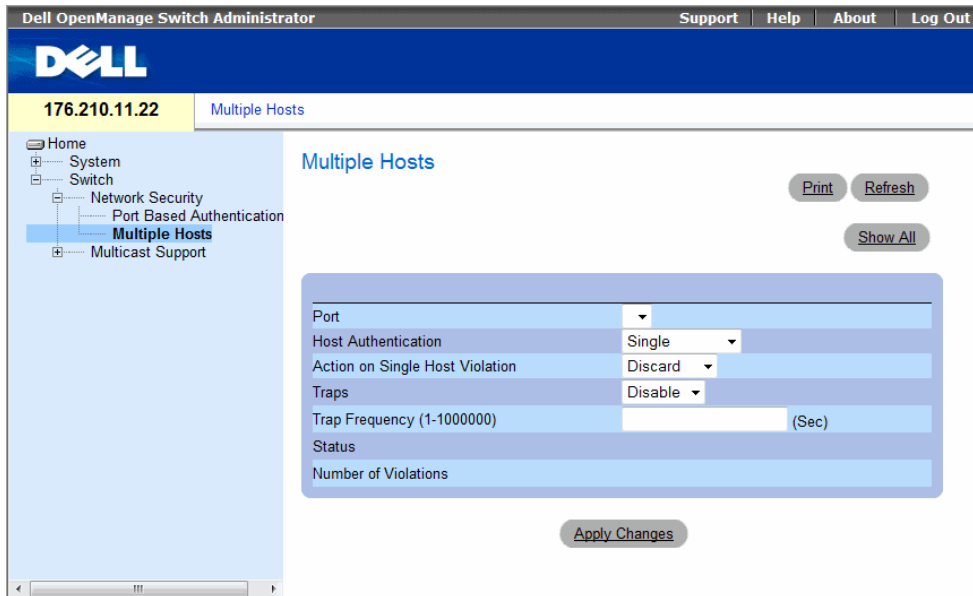 Dell OpenManage Switch Administrator Support Help About Log Out
DELL
176.210.11.22 Multiple Hosts
Home
System
Switch
Network Security
Port Based Authentication
Multiple Hosts
Multicast Support
Multiple Hosts
Print Refresh
Show All
Port
Host Authentication Single
Action on Single Host Violation Discard
Traps Disable
Trap Frequency (1-1000000) (Sec)
Status
Number of Violations
Apply Changes